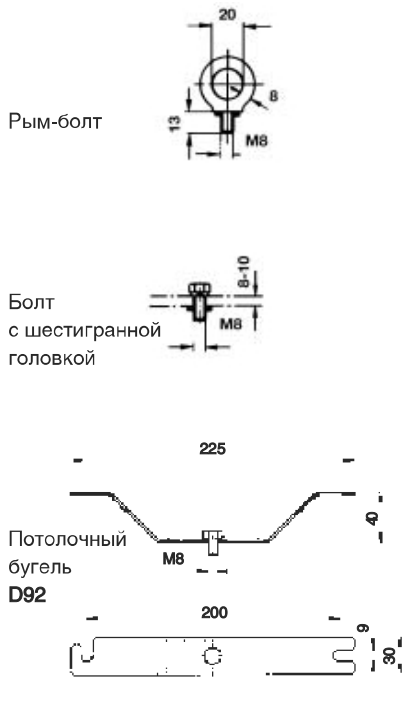 20
8
13
Рым-болт
M8
8-10
Болт
M8
с шестигранной
головкой
225
40
Потолочный
M8
бугель
D92
200
9
30